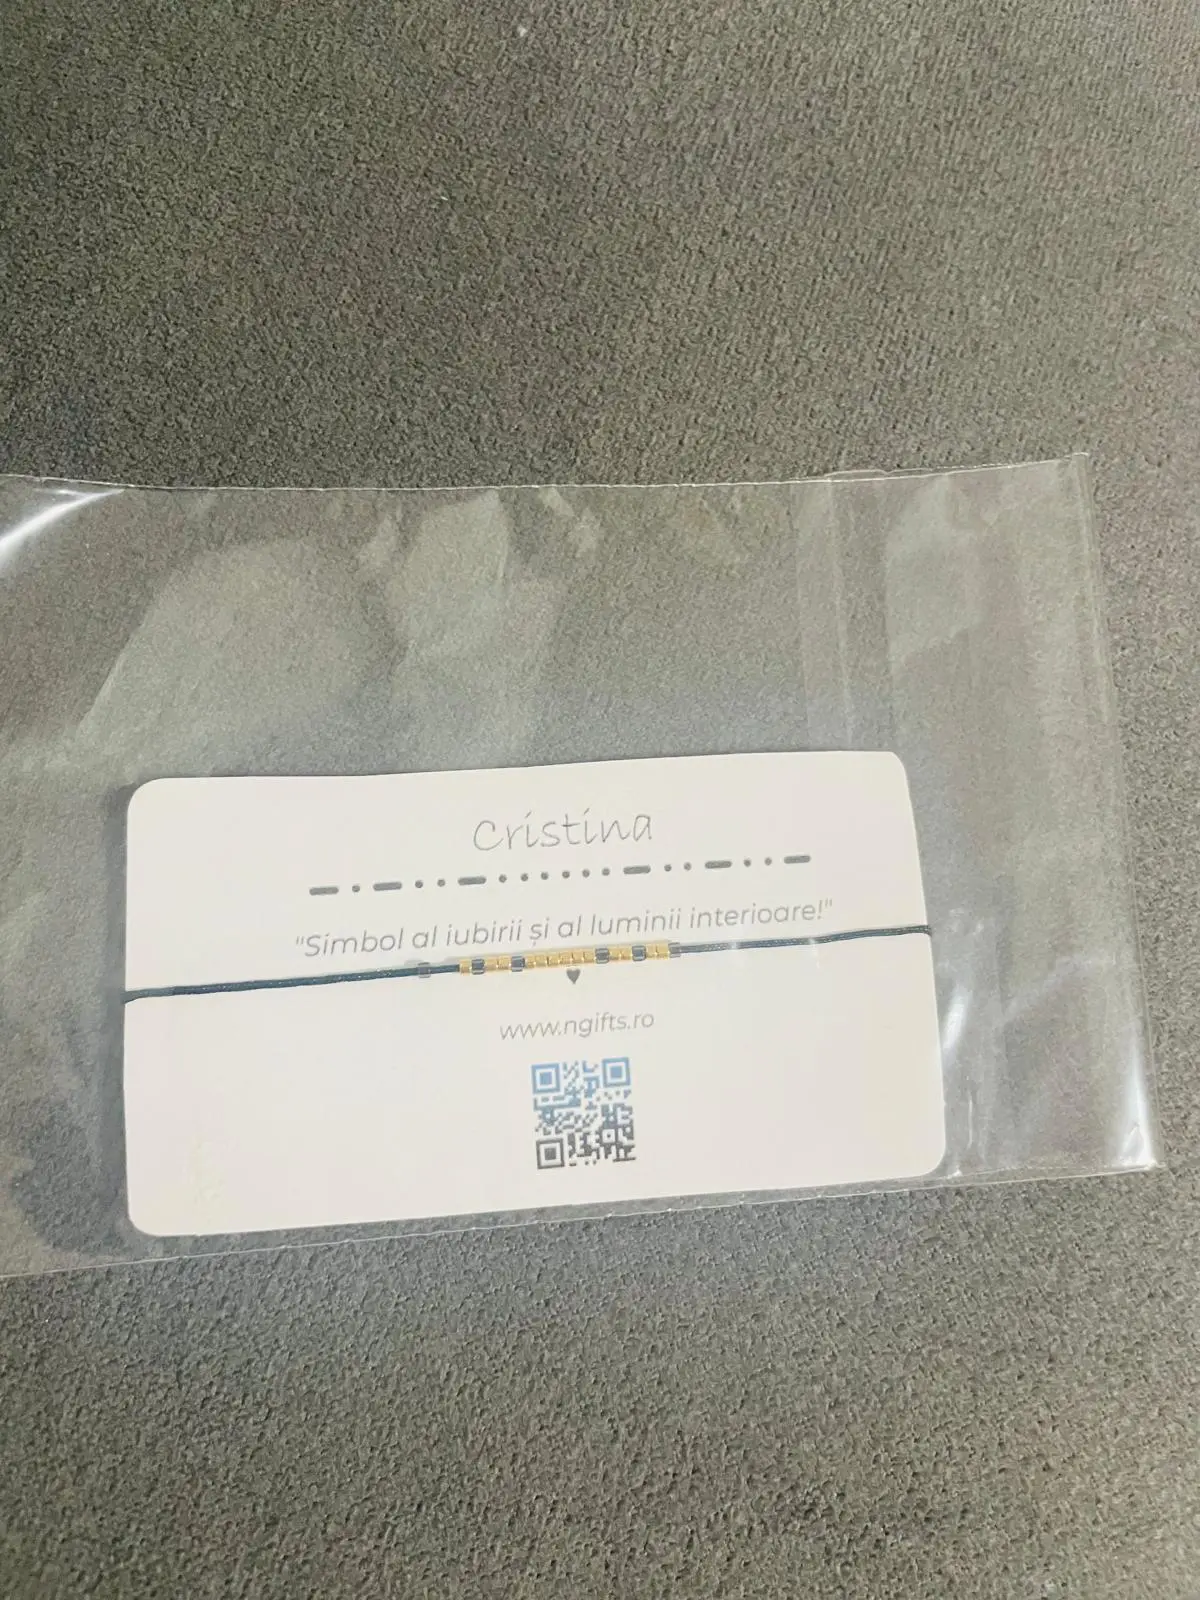 Cristina
"Simbol al iubirii și al luminii interioare!"
www.ngifts.ro